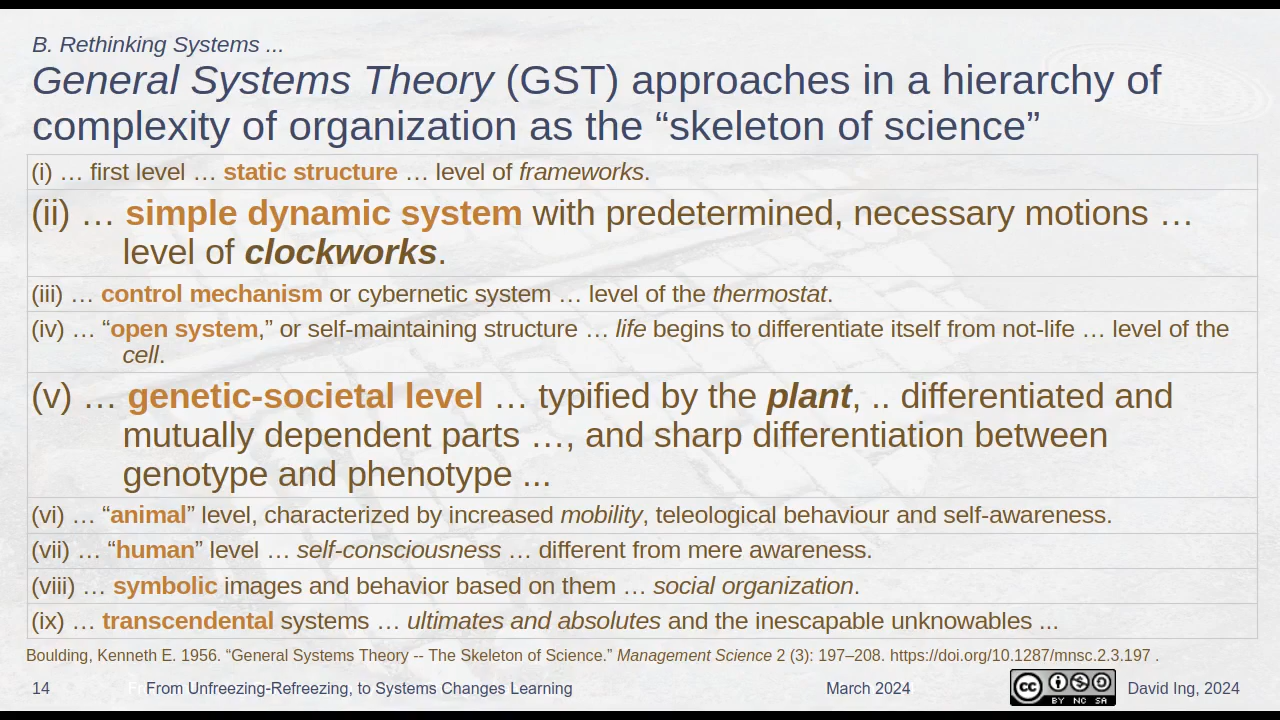 B. Rethinking Systems ...
General Systems Theory (GST) approaches in a hierarchy of
complexity of organization as the “skeleton of science”
(i) … first level … static structure … level of frameworks.
(ii) … simple dynamic system with predetermined, necessary motions …
level of clockworks.
(iii) … control mechanism or cybernetic system … level of the thermostat.
(iv) … “open system,” or self-maintaining structure … life begins to differentiate itself from not-life … level of the
cell.
(v) … genetic-societal level … typified by the plant, .. differentiated and
mutually dependent parts …, and sharp differentiation between
genotype and phenotype ...
(vi) … “animal” level, characterized by increased mobility, teleological behaviour and self-awareness.
(vii) … “human” level … self-consciousness … different from mere awareness.
(viii) … symbolic images and behavior based on them … social organization.
(ix) … transcendental systems … ultimates and absolutes and the inescapable unknowables ...
Boulding, Kenneth E. 1956. “General Systems Theory -- The Skeleton of Science.” Management Science 2 (3): 197–208. https://doi.org/10.1287/mnsc.2.3.197 .
14 From Unfreezing-Refreezing, to Systems Changes Learning March 2024 cc BY NC SA David Ing, 2024